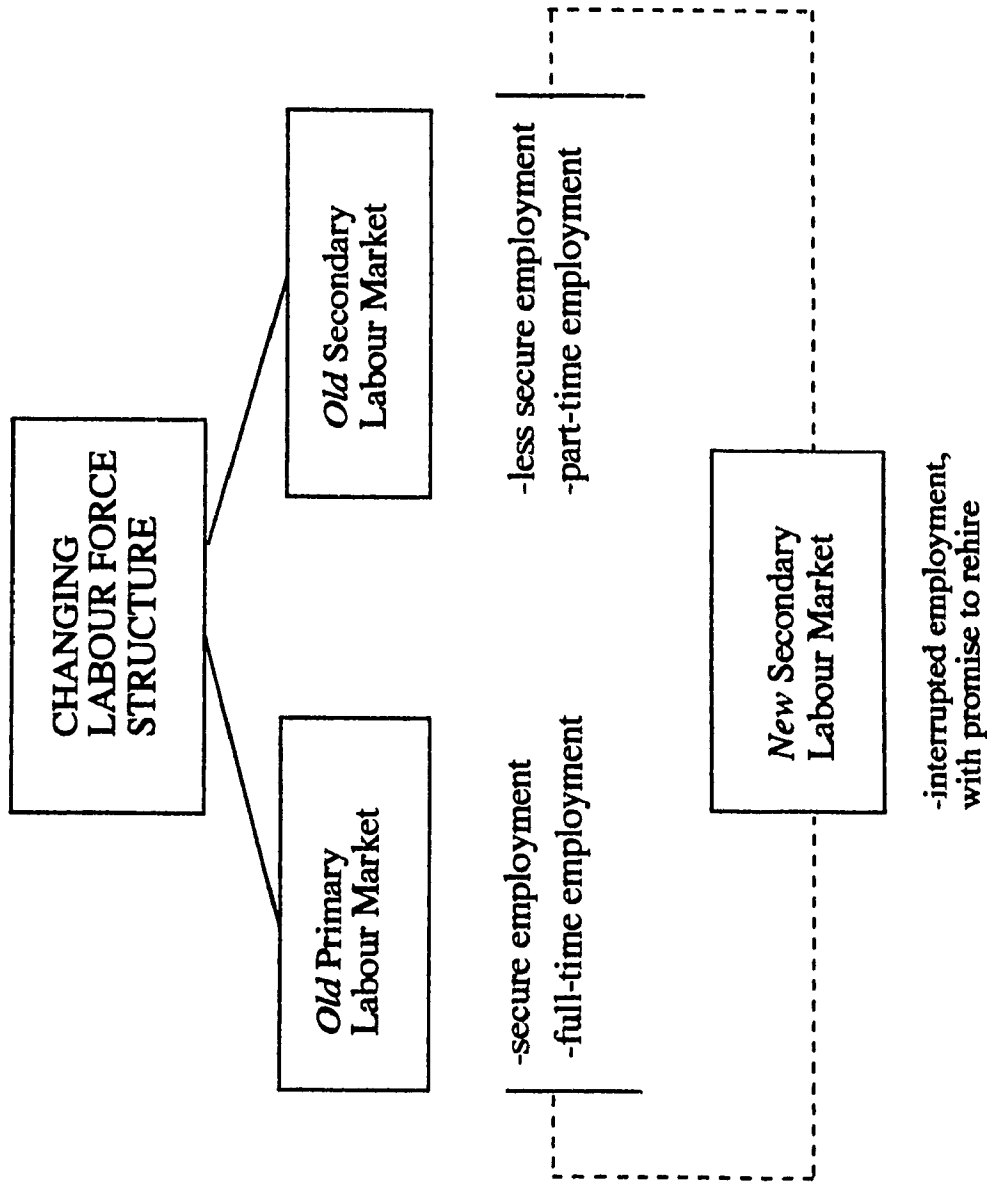 CHANGING
LABOUR FORCE
STRUCTURE
Old Primary
Labour Market
Old Secondary
Labour Market
-secure employment
-full-time employment
-less secure employment
-part-time employment
New Secondary
Labour Market
-interrupted employment,
with promise to rehire